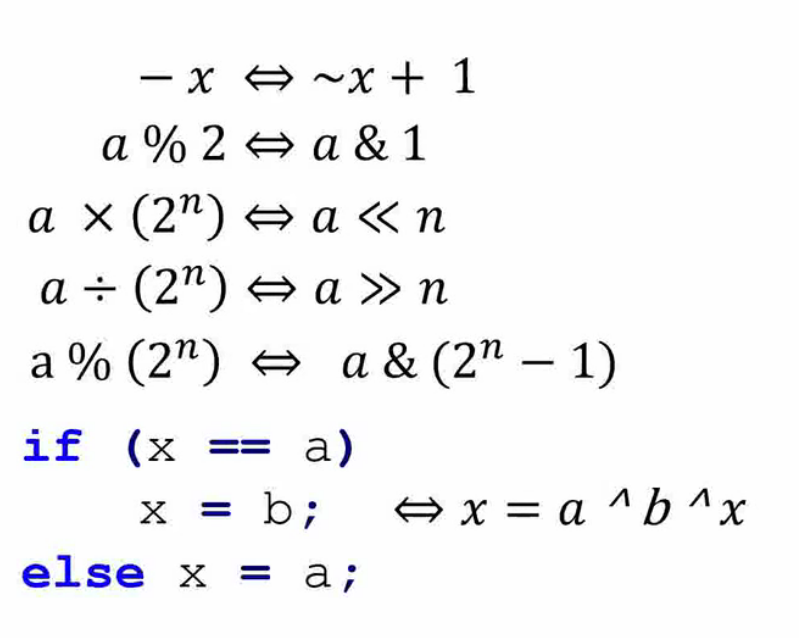 − x ⇔ ~x + 1
a % 2 ⇔ a & 1
a × (2ⁿ) ⇔ a ≪ n
a ÷ (2ⁿ) ⇔ a ≫ n
a % (2ⁿ) ⇔ a & (2ⁿ − 1)
if (x == a)
x = b; ⇔ x = a ^ b ^ x
else x = a;